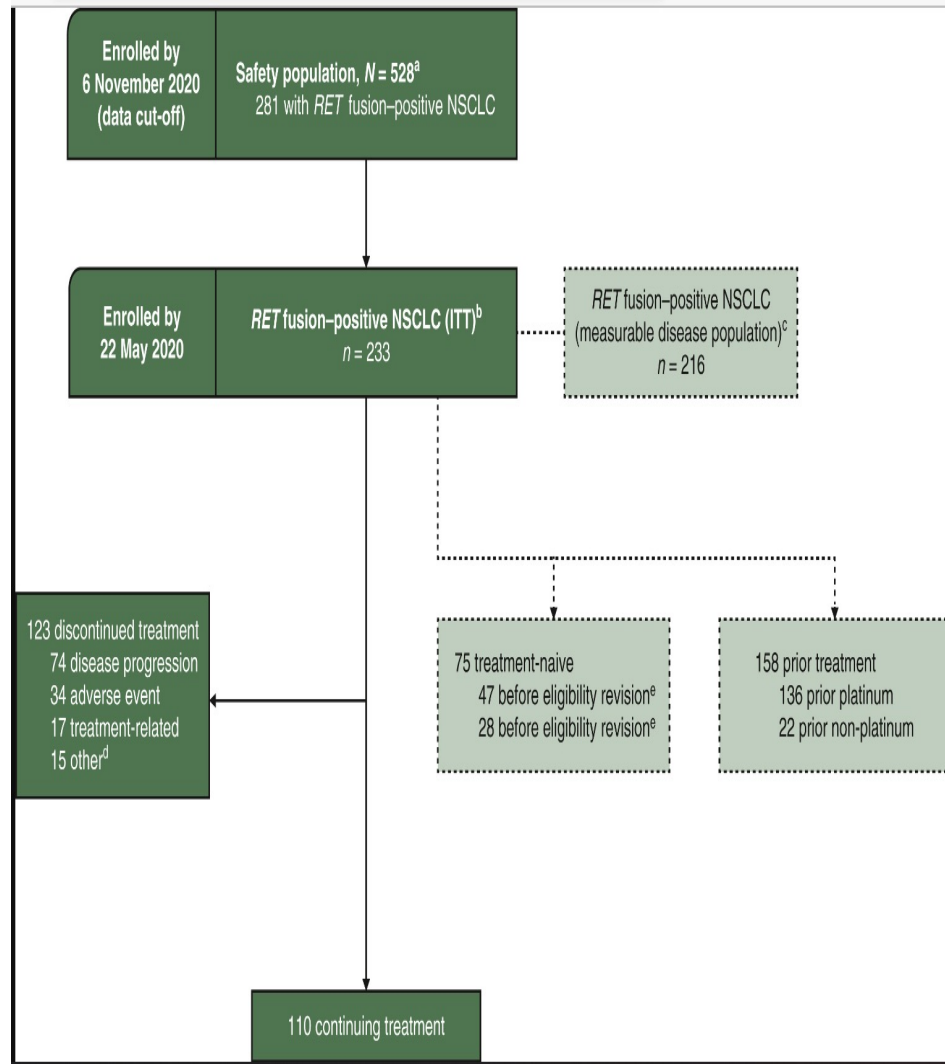 Enrolled by
6 November 2020
(data cut-off)
Safety population, N = 528a
281 with RET fusion–positive NSCLC
Enrolled by
22 May 2020
RET fusion–positive NSCLC (ITT)b
n = 233
RET fusion–positive NSCLC
(measurable disease population)c
n = 216
123 discontinued treatment
74 disease progression
34 adverse event
17 treatment-related
15 otherd
75 treatment-naive
47 before eligibility revisione
28 before eligibility revisione
158 prior treatment
136 prior platinum
22 prior non-platinum
110 continuing treatment